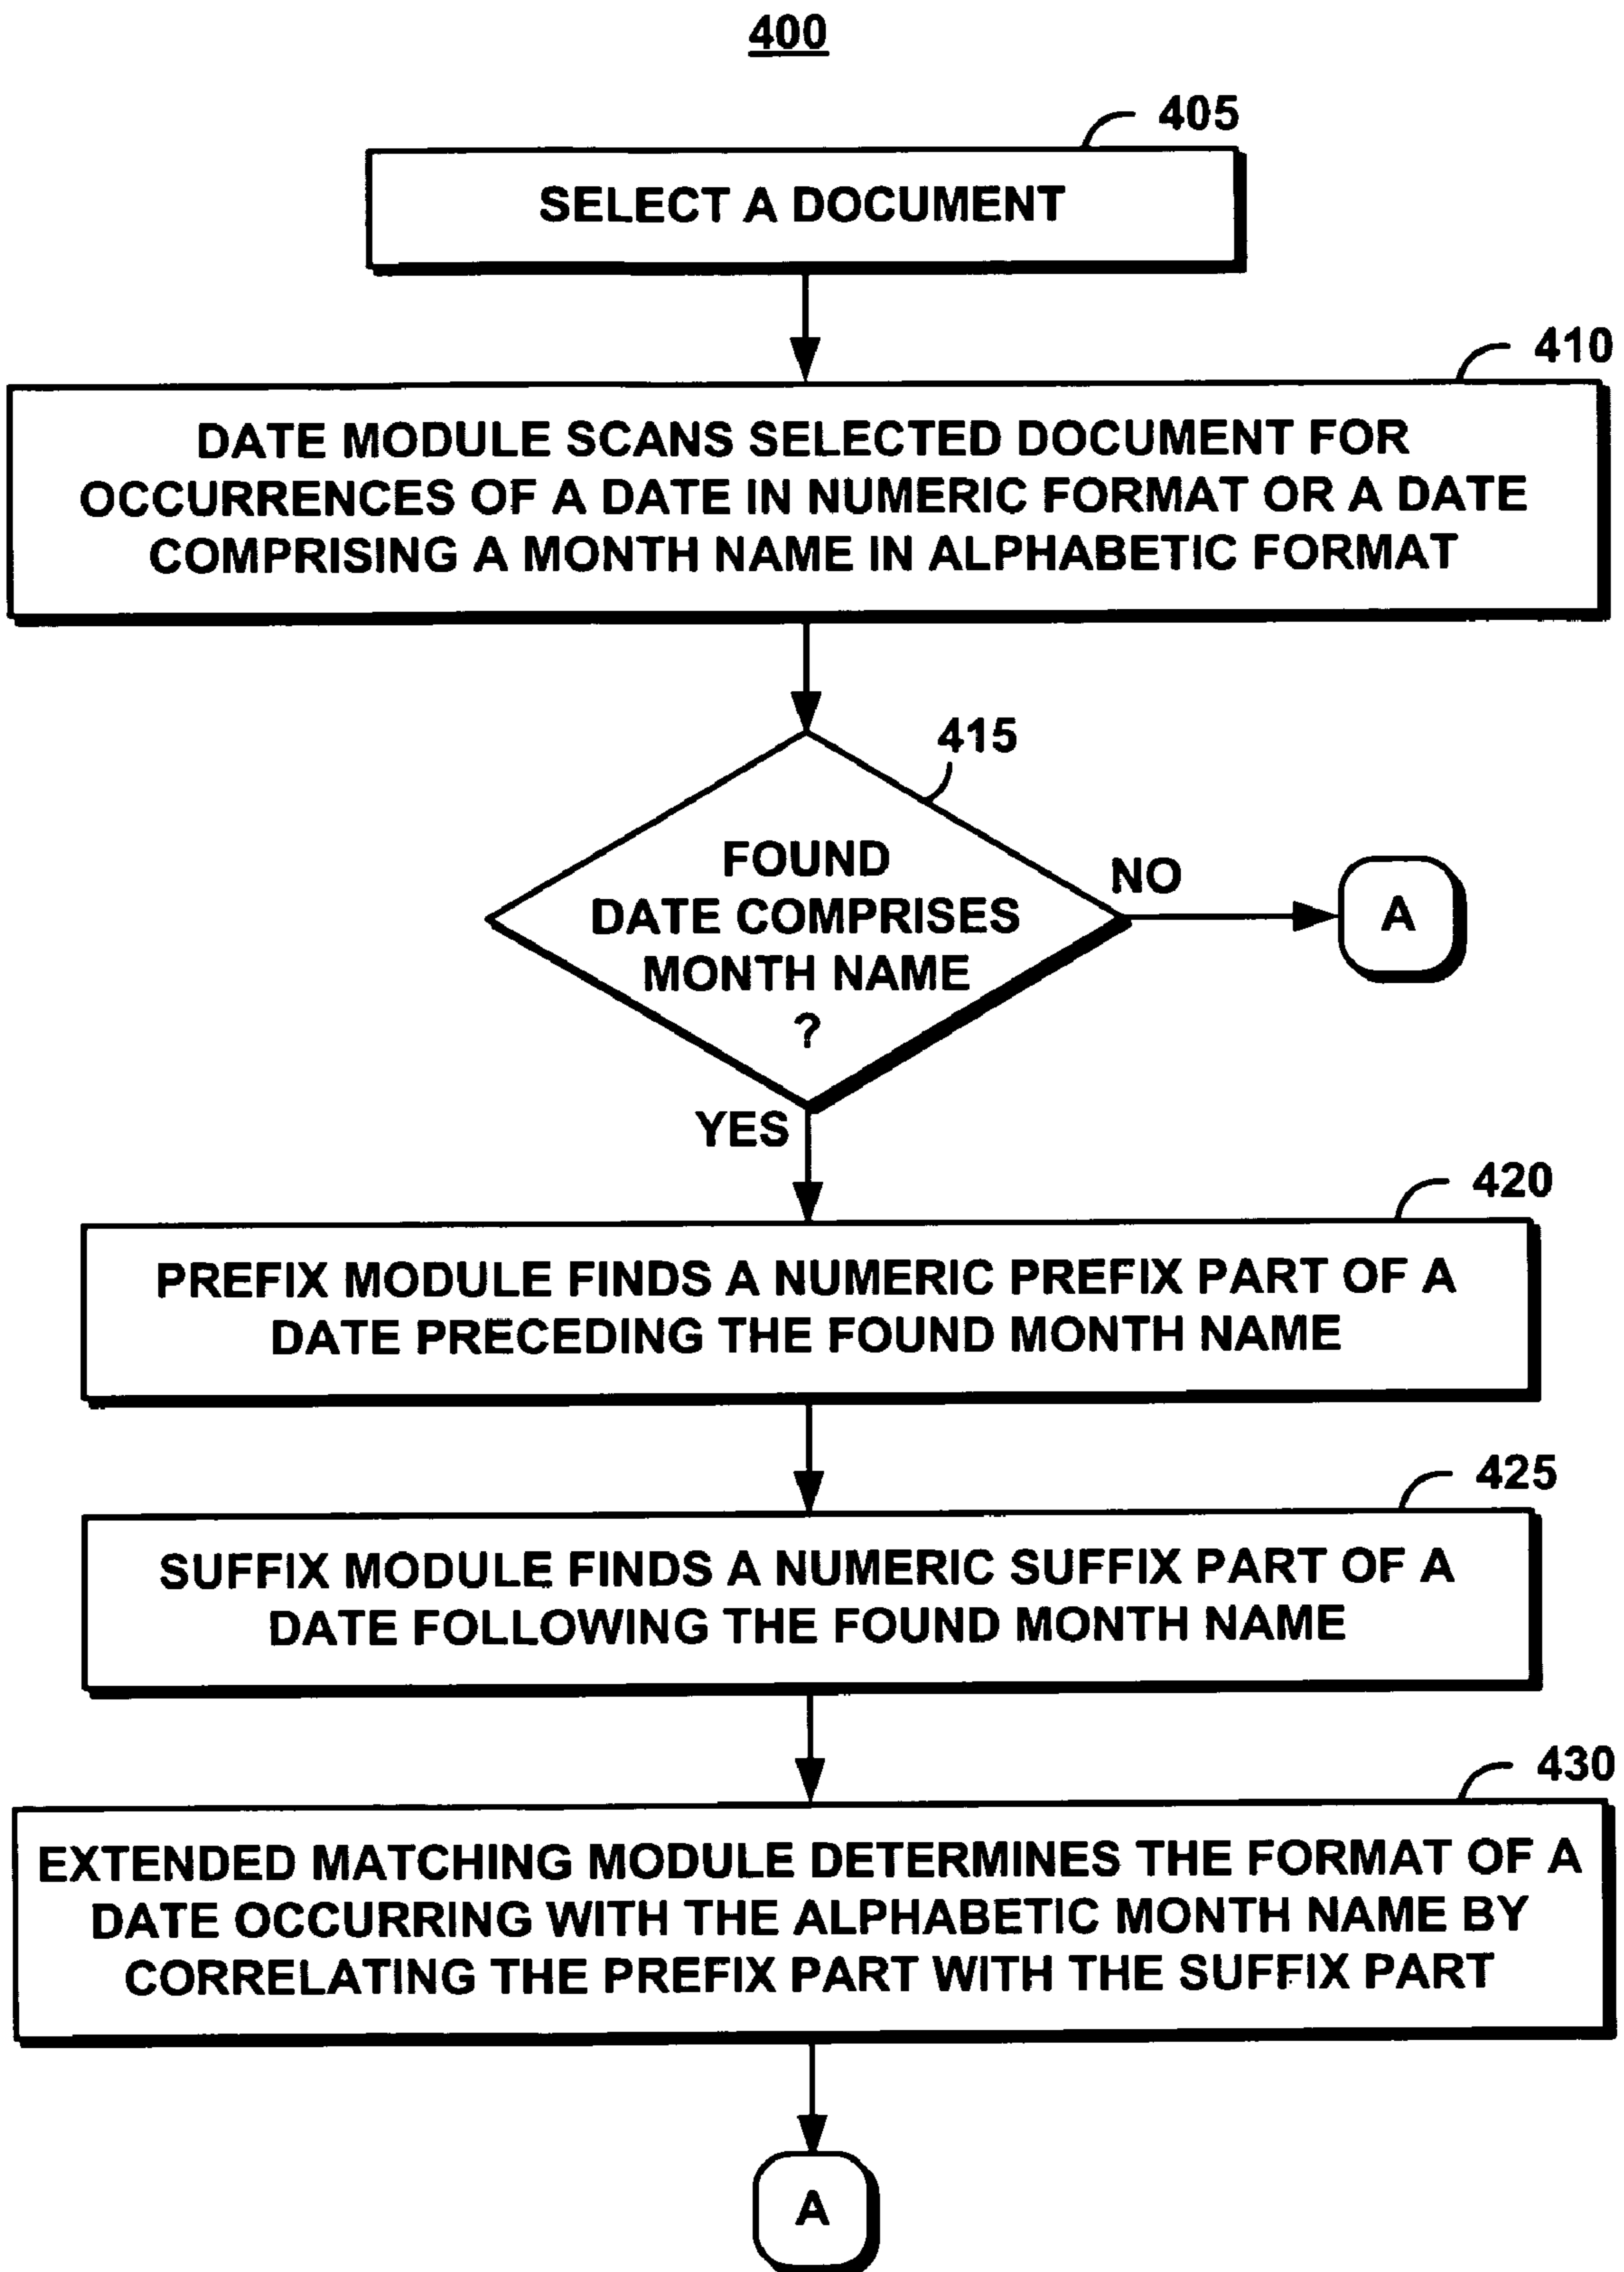 400
405
SELECT A DOCUMENT
410
DATE MODULE SCANS SELECTED DOCUMENT FOR
OCCURRENCES OF A DATE IN NUMERIC FORMAT OR A DATE
COMPRISING A MONTH NAME IN ALPHABETIC FORMAT
415
FOUND
DATE COMPRISES
MONTH NAME
?
NO
A
YES
420
PREFIX MODULE FINDS A NUMERIC PREFIX PART OF A
DATE PRECEDING THE FOUND MONTH NAME
425
SUFFIX MODULE FINDS A NUMERIC SUFFIX PART OF A
DATE FOLLOWING THE FOUND MONTH NAME
430
EXTENDED MATCHING MODULE DETERMINES THE FORMAT OF A
DATE OCCURRING WITH THE ALPHABETIC MONTH NAME BY
CORRELATING THE PREFIX PART WITH THE SUFFIX PART
A